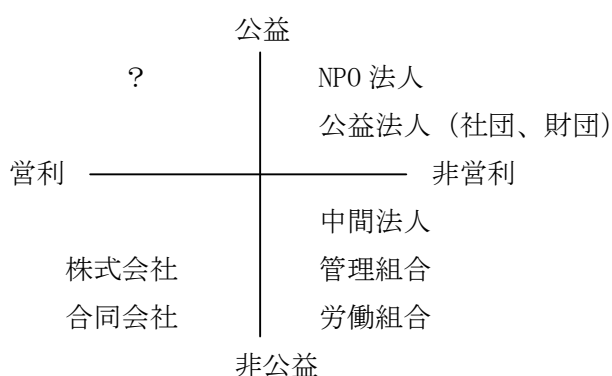 公益
? NPO 法人
公益法人（社団、財団）
営利 非営利
中間法人
株式会社 管理組合
合同会社 労働組合
非公益